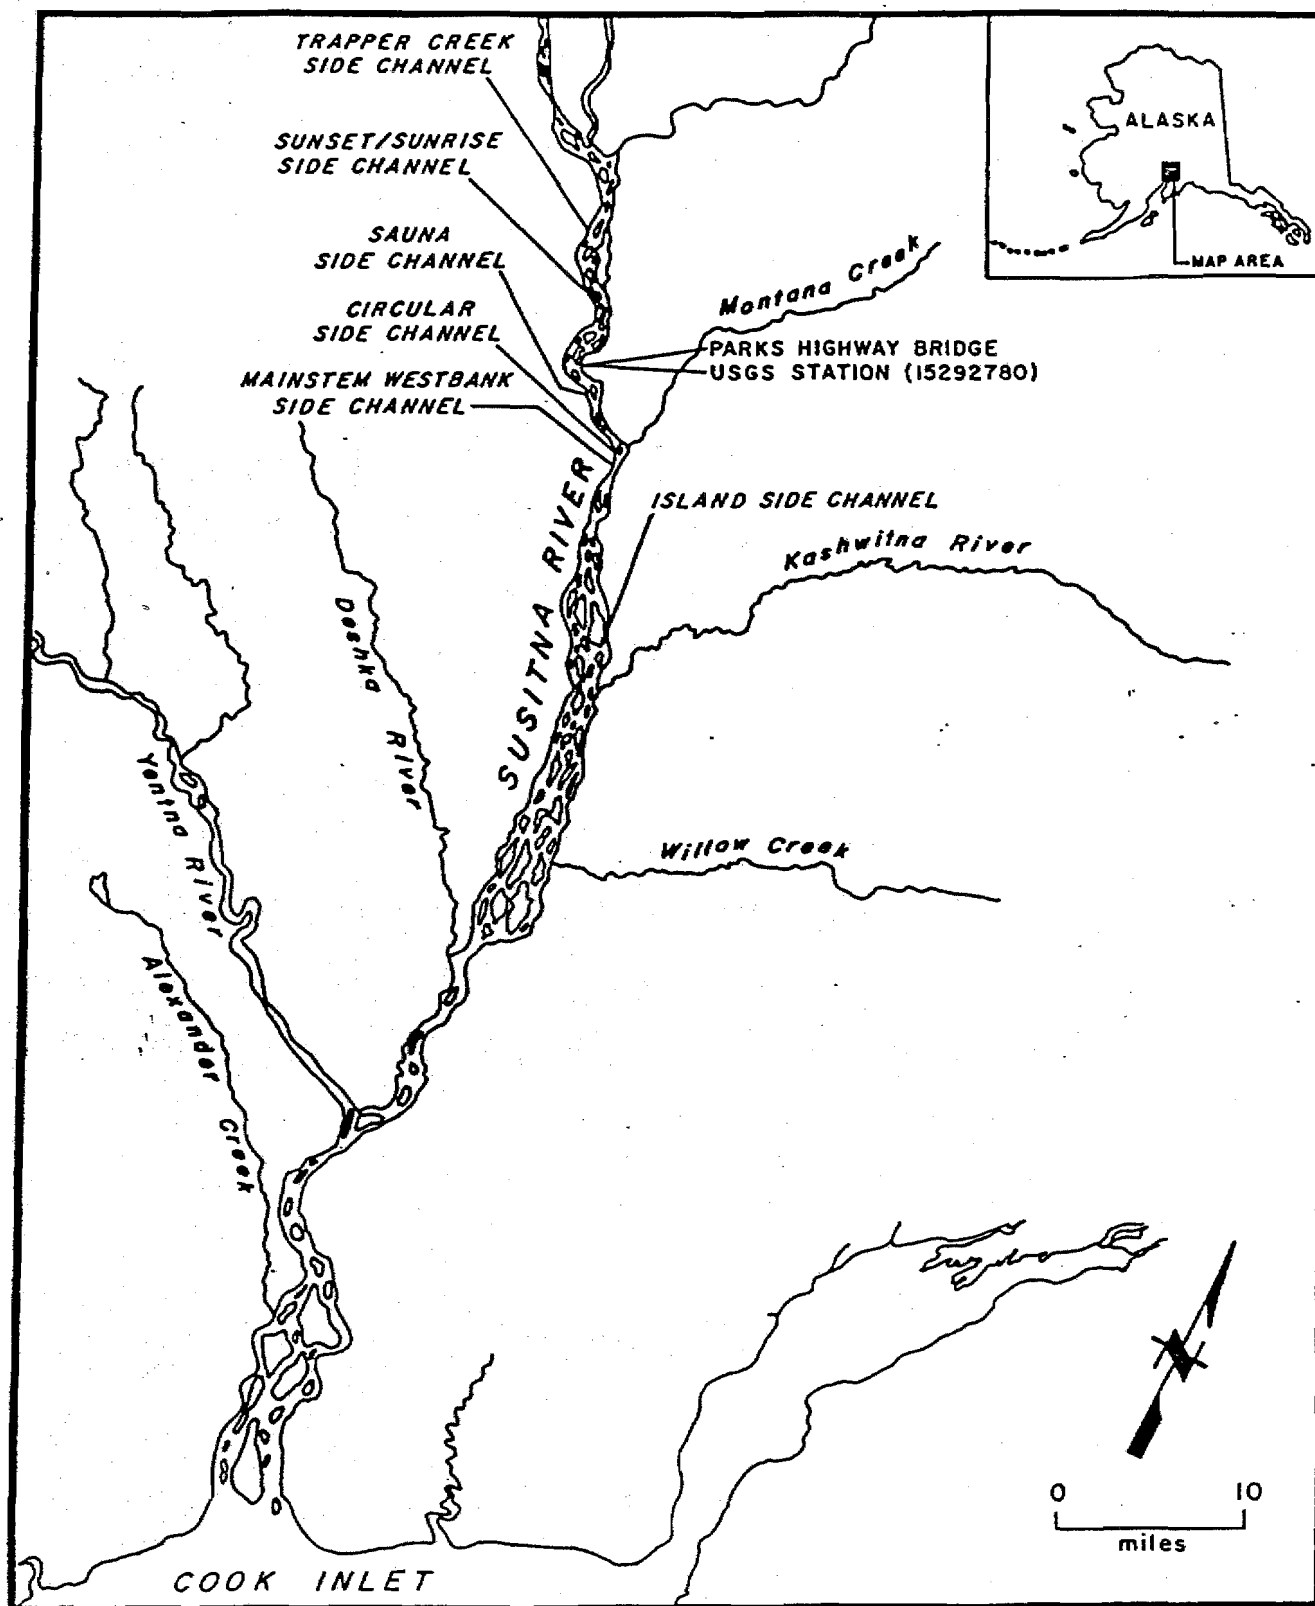 TRAPPER CREEK
SIDE CHANNEL
SUNSET/SUNRISE
SIDE CHANNEL
SAUNA
SIDE CHANNEL
CIRCULAR
SIDE CHANNEL
MAINSTEM WESTBANK
SIDE CHANNEL
ALASKA
MAP AREA
Montana Creek
PARKS HIGHWAY BRIDGE
USGS STATION (15292780)
ISLAND SIDE CHANNEL
Kashwitna River
SUSITNA RIVER
Deshka River
Yentna River
Willow Creek
Alexander Creek
N
0 10
miles
COOK INLET